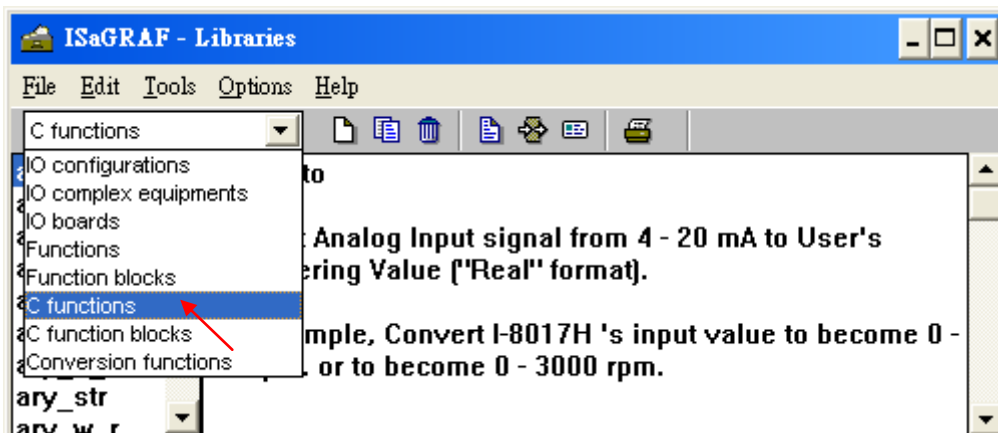 ISaGRAF - Libraries
File Edit Tools Options Help
C functions
IO configurations
IO complex equipments
IO boards
Functions
Function blocks
C functions
C function blocks
Conversion functions
ary_str
to
Analog Input signal from 4 - 20 mA to User's
ering Value ("Real" format).
mple, Convert I-8017H 's input value to become 0 -
. or to become 0 - 3000 rpm.